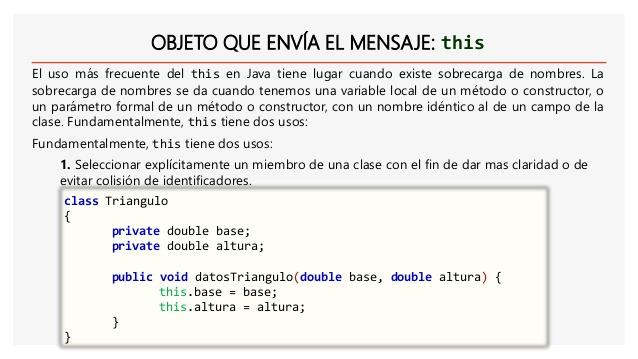 OBJETO QUE ENVÍA EL MENSAJE: this
El uso más frecuente del this en Java tiene lugar cuando existe sobrecarga de nombres. La
sobrecarga de nombres se da cuando tenemos una variable local de un método o constructor, o
un parámetro formal de un método o constructor, con un nombre idéntico al de un campo de la
clase. Fundamentalmente, this tiene dos usos:
Fundamentalmente, this tiene dos usos:
1. Seleccionar explícitamente un miembro de una clase con el fin de dar mas claridad o de
evitar colisión de identificadores.
class Triangulo
{
private double base;
private double altura;
public void datosTriangulo(double base, double altura) {
this.base = base;
this.altura = altura;
}
}